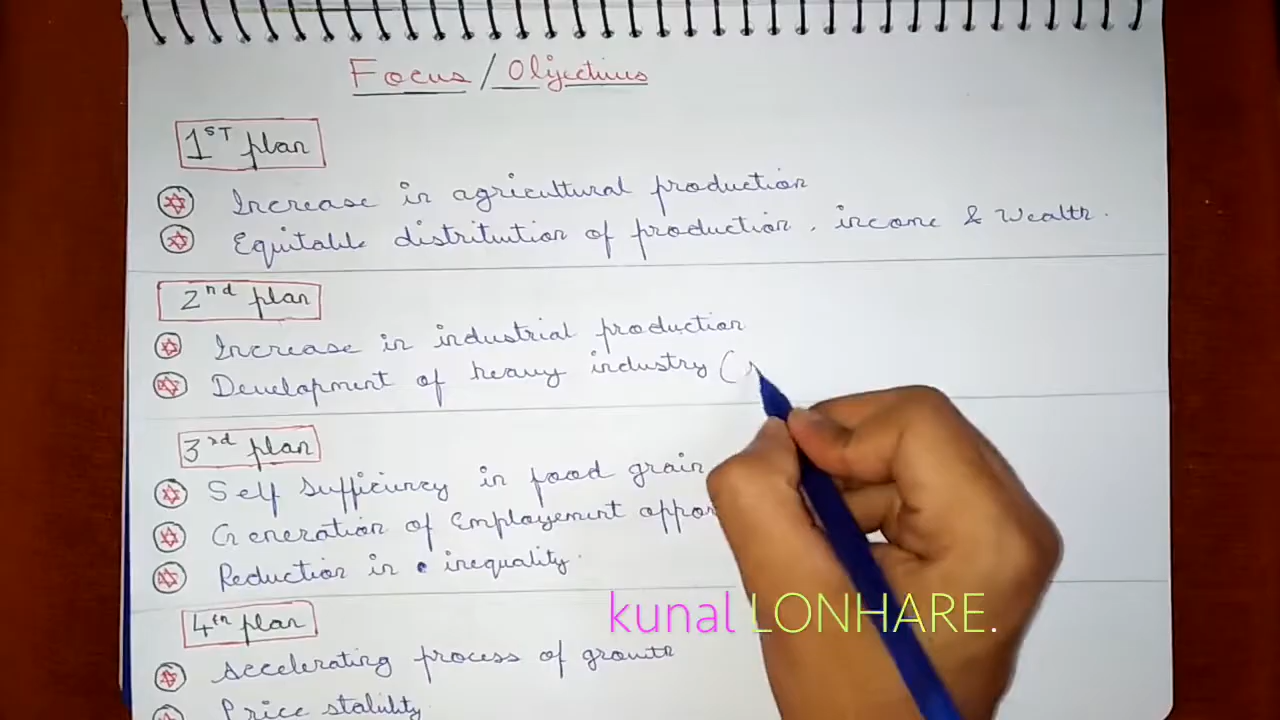 Focus / Objectives
1ST plan
Increase in agricultural production
Equitable distribution of production, income & wealth.
2nd plan
Increase in industrial production
Development of heavy industry (
3rd plan
Self sufficiency in food grain
Generation of Employement oppor
Reduction in inequality.
kunal LONHARE.
4th plan
Accelerating process of growth
Price stability